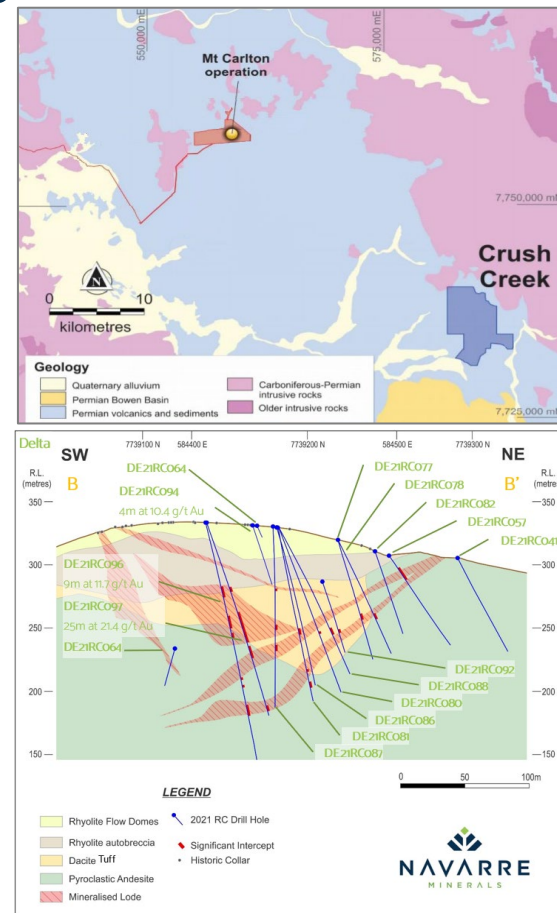 550,000 mE
575,000 mE
Mt Carlton
operation
7,750,000 mN
Crush
Creek
N
0 10
kilometres
Geology
Quaternary alluvium
Permian Bowen Basin
Permian volcanics and sediments
Carboniferous-Permian
intrusive rocks
Older intrusive rocks
7,725,000 mN
Delta
SW
7739100 N
584400 E
7739200 N
584500 E
7739300 N
NE
R.L.
(metres)
B
DE21RC064
DE21RC094
4m at 10.4 g/t Au
DE21RC077
DE21RC078
DE21RC082
DE21RC057
DE21RC041
B'
R.L.
(metres)
350
350
300
300
DE21RC096
9m at 11.7 g/t Au
DE21RC097
25m at 21.4 g/t Au
DE21RC064
250
250
200
200
150
150
DE21RC092
DE21RC088
DE21RC080
DE21RC086
DE21RC081
DE21RC087
0 50 100m
LEGEND
Rhyolite Flow Domes
Rhyolite autobreccia
Dacite Tuff
Pyroclastic Andesite
Mineralised Lode
2021 RC Drill Hole
Significant Intercept
Historic Collar
NAVARRE
MINERALS